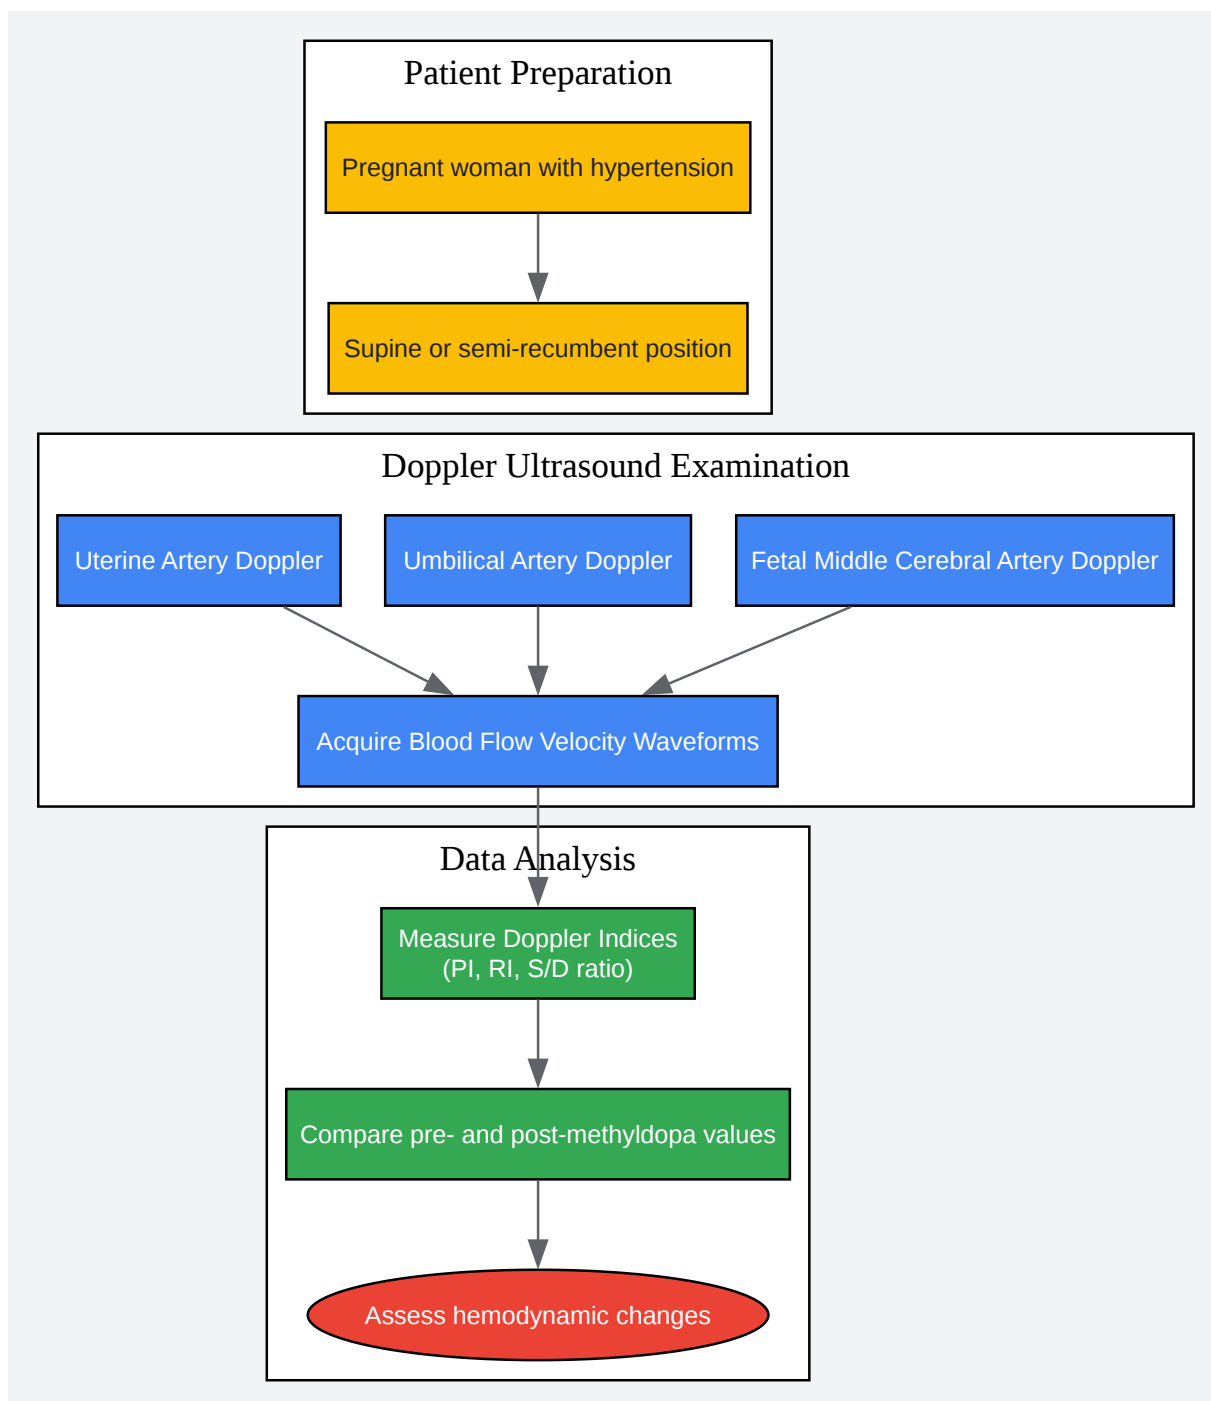 Patient Preparation
Pregnant woman with hypertension
Supine or semi-recumbent position
Doppler Ultrasound Examination
Uterine Artery Doppler
Umbilical Artery Doppler
Fetal Middle Cerebral Artery Doppler
Acquire Blood Flow Velocity Waveforms
Data Analysis
Measure Doppler Indices
(PI, RI, S/D ratio)
Compare pre- and post-methyldopa values
Assess hemodynamic changes